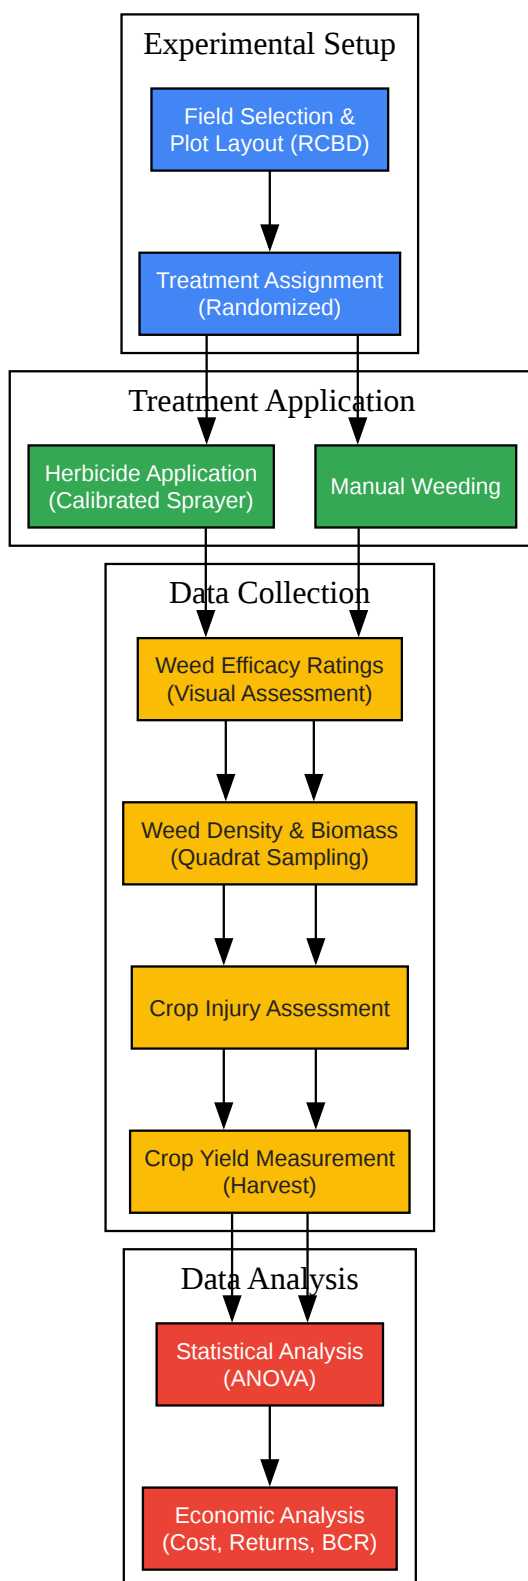 Experimental Setup
Field Selection &
Plot Layout (RCBD)
Treatment Assignment
(Randomized)
Treatment Application
Herbicide Application
(Calibrated Sprayer)
Manual Weeding
Data Collection
Weed Efficacy Ratings
(Visual Assessment)
Weed Density & Biomass
(Quadrat Sampling)
Crop Injury Assessment
Crop Yield Measurement
(Harvest)
Data Analysis
Statistical Analysis
(ANOVA)
Economic Analysis
(Cost, Returns, BCR)